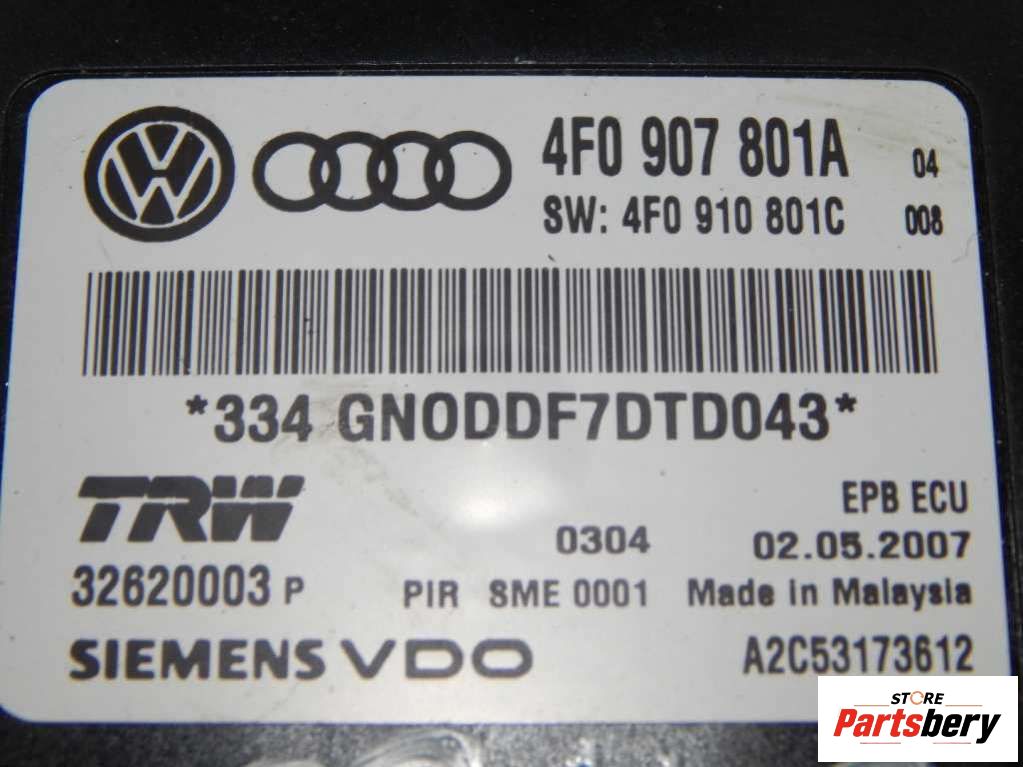 4F0 907 801A 04
SW: 4F0 910 801C 008
*334 GNODDF7DTD043*
TRW EPB ECU
0304 02.05.2007
32620003 P PIR SME 0001 Made in Malaysia
SIEMENS VDO A2C53173612
STORE
Partsbery